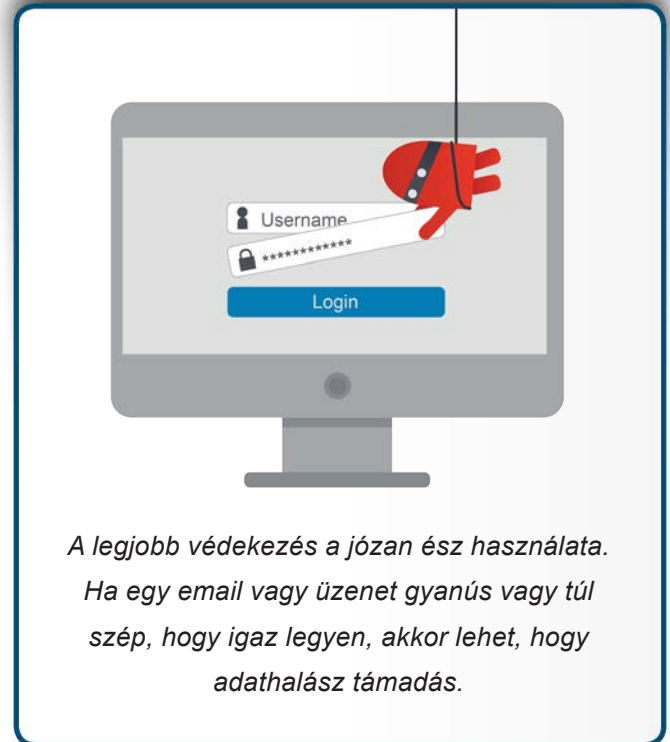 Username
************
Login
A legjobb védekezés a józan ész használata.
Ha egy email vagy üzenet gyanús vagy túl
szép, hogy igaz legyen, akkor lehet, hogy
adathalász támadás.